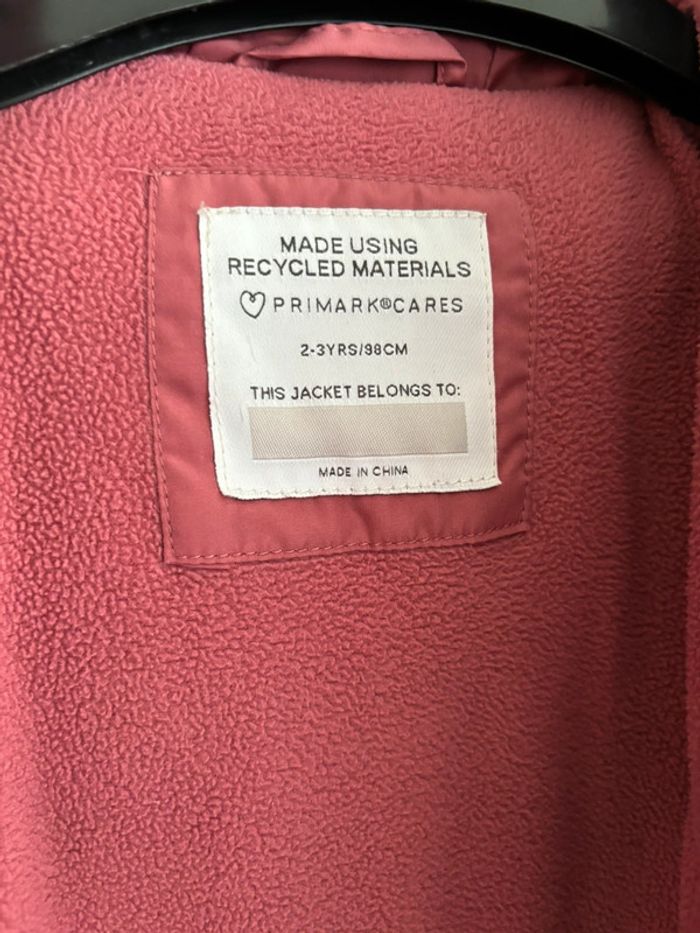 MADE USING
RECYCLED MATERIALS
PRIMARK®CARES
2-3YRS/98CM
THIS JACKET BELONGS TO:
MADE IN CHINA